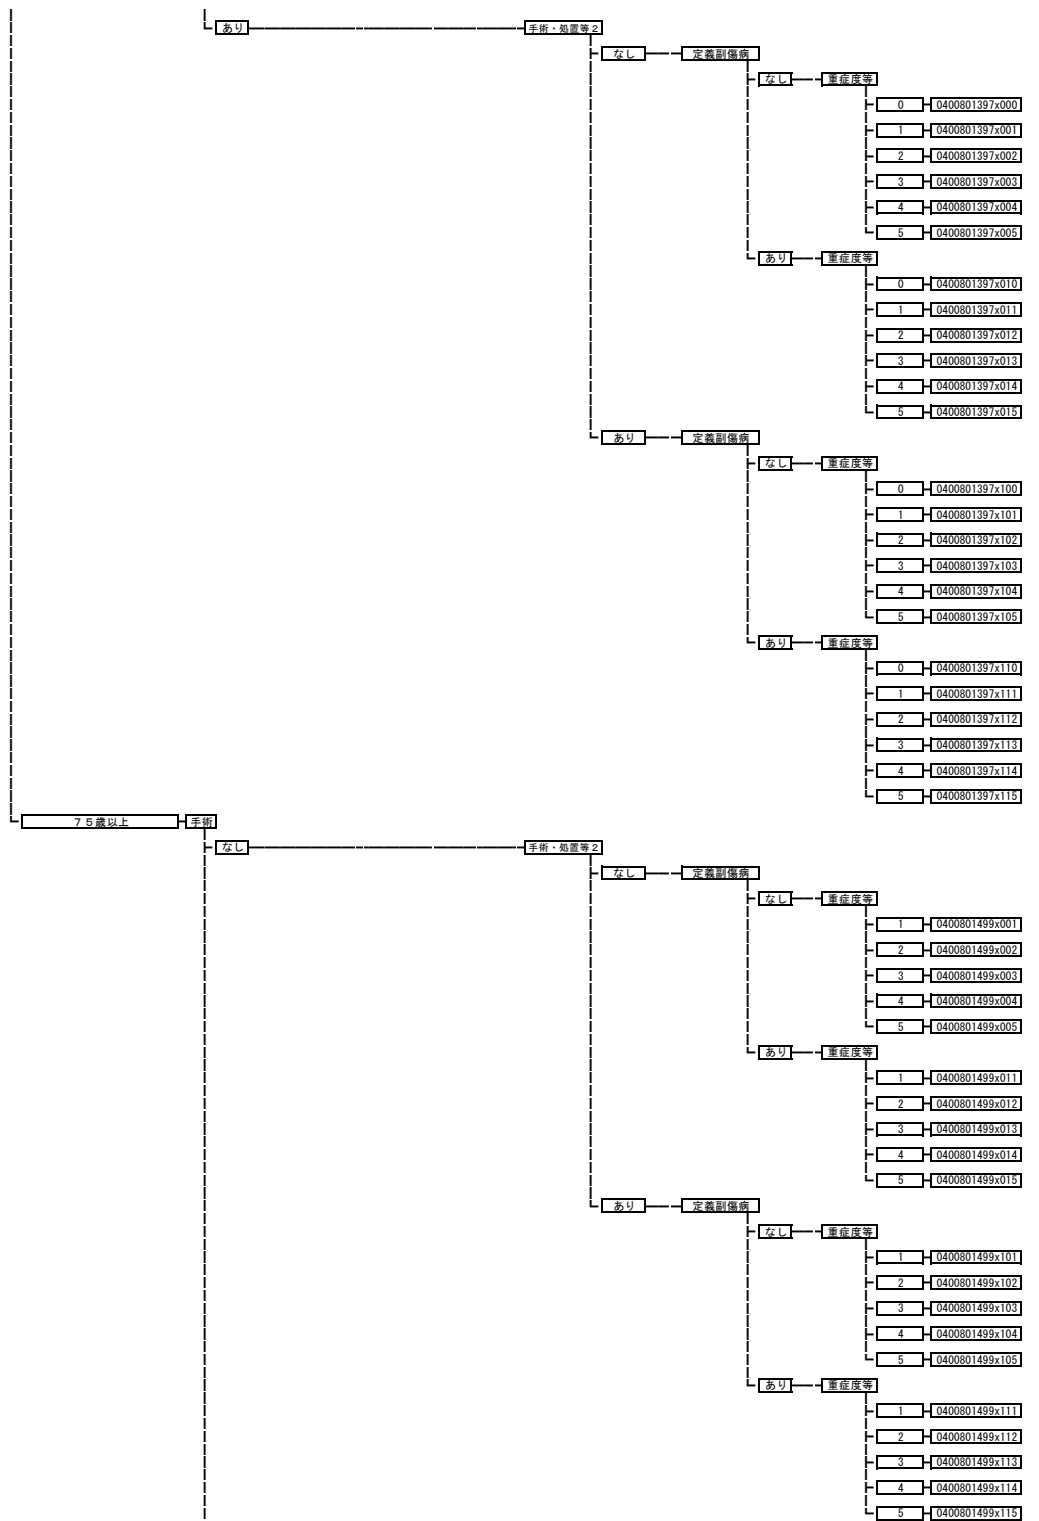 あり 手術・処置等２
なし 定義副傷病
なし 重症度等
0 0400801397x000
1 0400801397x001
2 0400801397x002
3 0400801397x003
4 0400801397x004
5 0400801397x005
あり 重症度等
0 0400801397x010
1 0400801397x011
2 0400801397x012
3 0400801397x013
4 0400801397x014
5 0400801397x015
あり 定義副傷病
なし 重症度等
0 0400801397x100
1 0400801397x101
2 0400801397x102
3 0400801397x103
4 0400801397x104
5 0400801397x105
あり 重症度等
0 0400801397x110
1 0400801397x111
2 0400801397x112
3 0400801397x113
4 0400801397x114
5 0400801397x115
７５歳以上 手術
なし 手術・処置等２
なし 定義副傷病
なし 重症度等
1 0400801499x001
2 0400801499x002
3 0400801499x003
4 0400801499x004
5 0400801499x005
あり 重症度等
1 0400801499x011
2 0400801499x012
3 0400801499x013
4 0400801499x014
5 0400801499x015
あり 定義副傷病
なし 重症度等
1 0400801499x101
2 0400801499x102
3 0400801499x103
4 0400801499x104
5 0400801499x105
あり 重症度等
1 0400801499x111
2 0400801499x112
3 0400801499x113
4 0400801499x114
5 0400801499x115